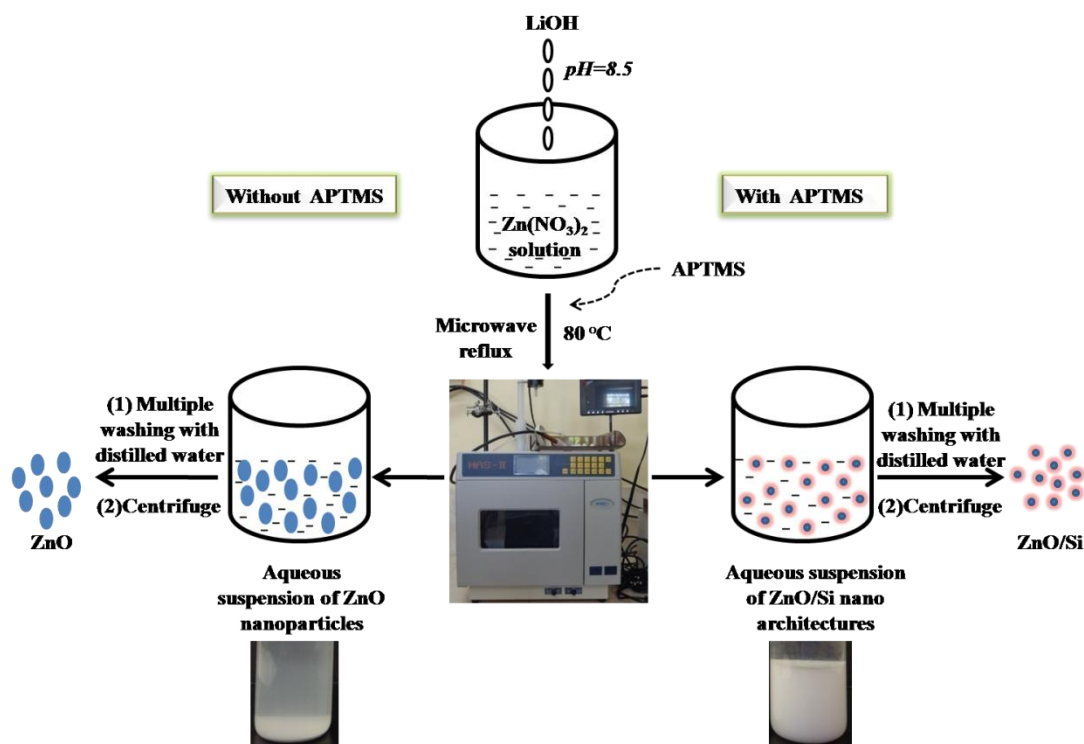 LiOH
pH=8.5
Without APTMS
With APTMS
Zn(NO₃)₂
solution
APTMS
Microwave
reflux
80 °C
(1) Multiple
washing with
distilled water
(2)Centrifuge
ZnO
Aqueous
suspension of ZnO
nanoparticles
MAS-II
(1) Multiple
washing with
distilled water
(2)Centrifuge
ZnO/Si
Aqueous suspension
of ZnO/Si nano
architectures